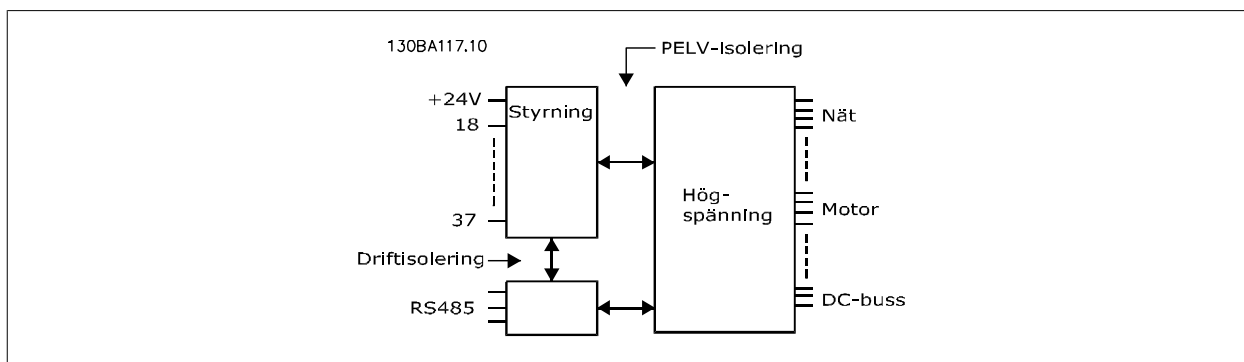 130BA117.10
PELV-isolering
+24V
Styrning
18
Nät
Hög-
spänning
37
Motor
Driftisolering
RS485
DC-buss